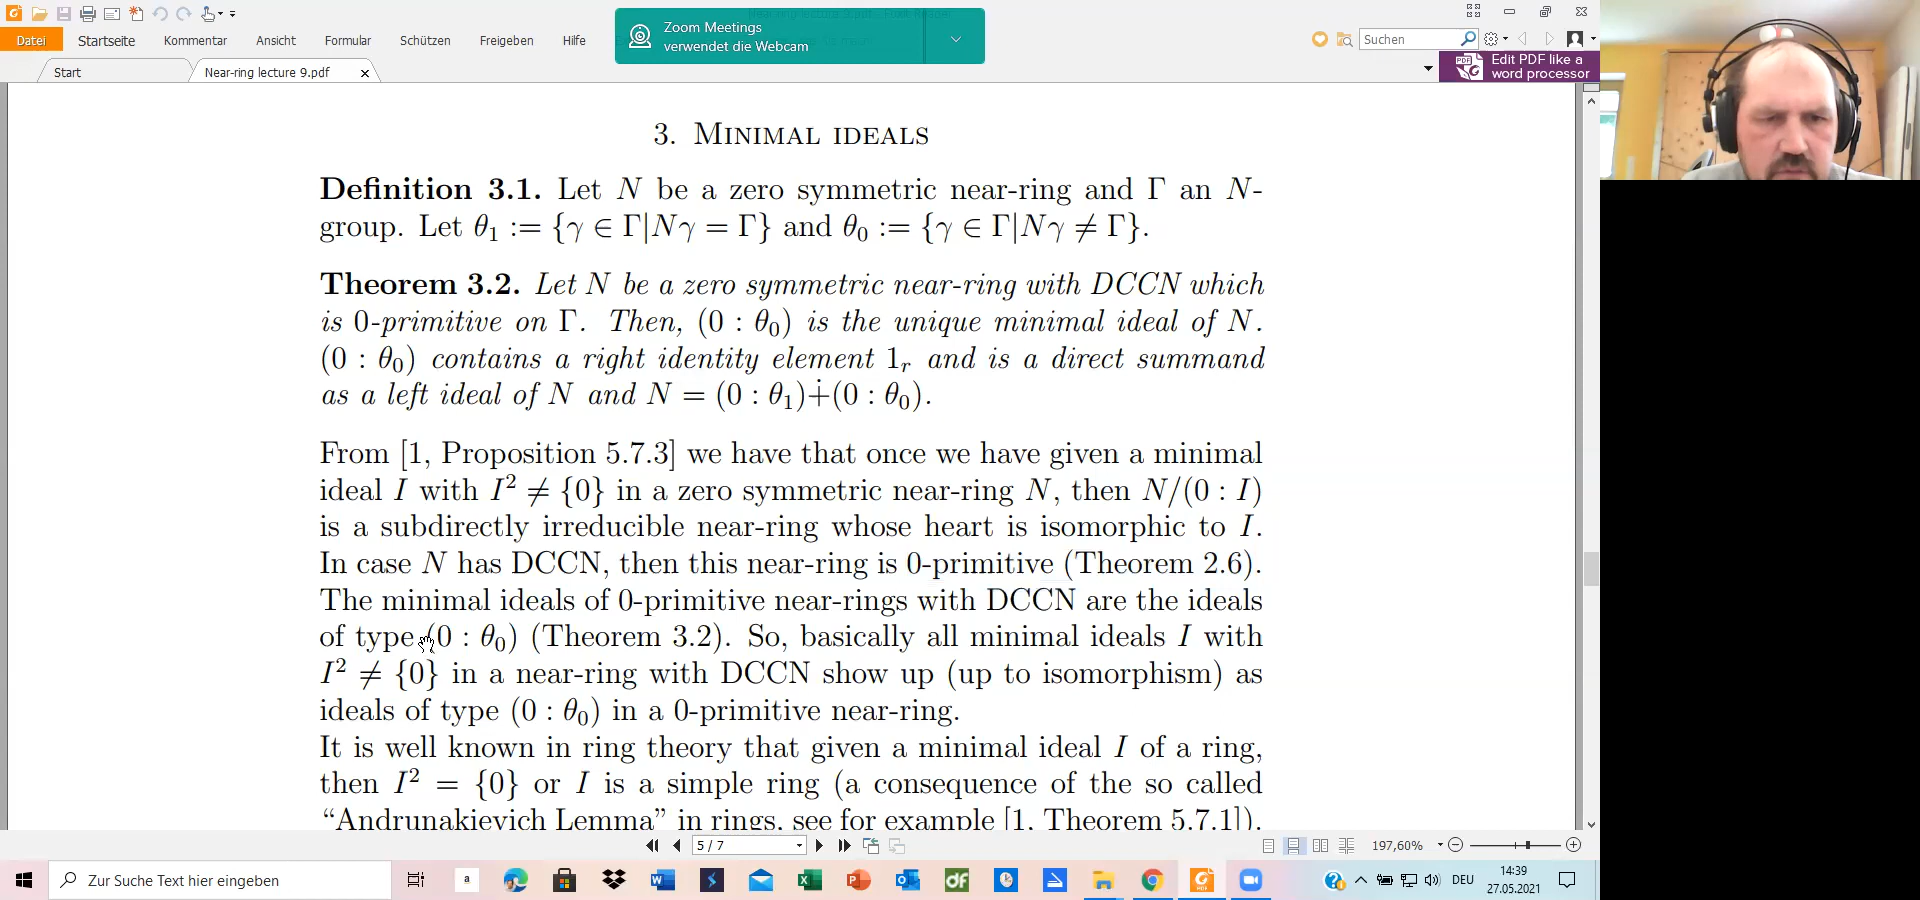 Zoom Meetings
verwendet die Webcam
Datei Startseite Kommentar Ansicht Formular Schützen Freigeben Hilfe Suchen
Start Near-ring lecture 9.pdf
Edit PDF like a
word processor
3. Minimal ideals
Definition 3.1. Let N be a zero symmetric near-ring and Γ an N-
group. Let θ₁ := {γ ∈ Γ|Nγ = Γ} and θ₀ := {γ ∈ Γ|Nγ ≠ Γ}.
Theorem 3.2. Let N be a zero symmetric near-ring with DCCN which
is 0-primitive on Γ. Then, (0 : θ₀) is the unique minimal ideal of N.
(0 : θ₀) contains a right identity element 1ᵣ and is a direct summand
as a left ideal of N and N = (0 : θ₁)∔(0 : θ₀).
From [1, Proposition 5.7.3] we have that once we have given a minimal
ideal I with I² ≠ {0} in a zero symmetric near-ring N, then N/(0 : I)
is a subdirectly irreducible near-ring whose heart is isomorphic to I.
In case N has DCCN, then this near-ring is 0-primitive (Theorem 2.6).
The minimal ideals of 0-primitive near-rings with DCCN are the ideals
of type (0 : θ₀) (Theorem 3.2). So, basically all minimal ideals I with
I² ≠ {0} in a near-ring with DCCN show up (up to isomorphism) as
ideals of type (0 : θ₀) in a 0-primitive near-ring.
It is well known in ring theory that given a minimal ideal I of a ring,
then I² = {0} or I is a simple ring (a consequence of the so called
“Andrunakievich Lemma” in rings, see for example [1, Theorem 5.7.1]).
5 / 7 197,60%
Zur Suche Text hier eingeben
DEU
14:39
27.05.2021